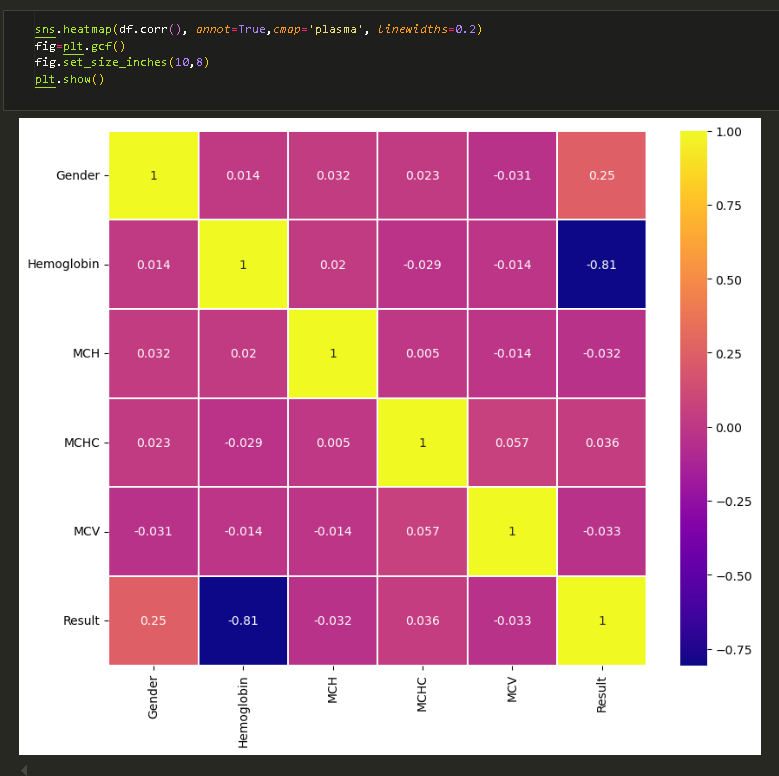 sns.heatmap(df.corr(), annot=True,cmap='plasma', linewidths=0.2)
fig=plt.gcf()
fig.set_size_inches(10,8)
plt.show()
1.00
Gender 1 0.014 0.032 0.023 -0.031 0.25
0.75
Hemoglobin 0.014 1 0.02 -0.029 -0.014 -0.81
0.50
MCH 0.032 0.02 1 0.005 -0.014 -0.032
0.25
0.00
MCHC 0.023 -0.029 0.005 1 0.057 0.036
−0.25
MCV -0.031 -0.014 -0.014 0.057 1 -0.033
−0.50
Result 0.25 -0.81 -0.032 0.036 -0.033 1
−0.75
Gender Hemoglobin MCH MCHC MCV Result